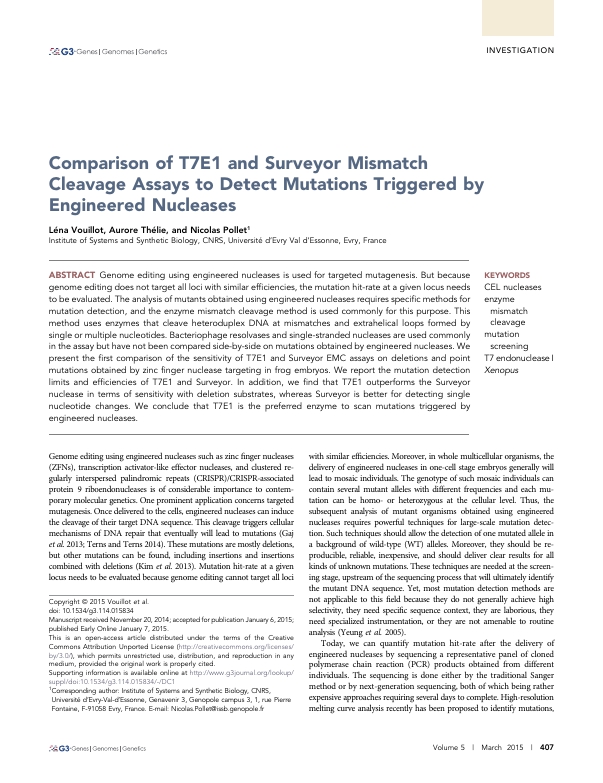 G3•Genes | Genomes | Genetics
INVESTIGATION
Comparison of T7E1 and Surveyor Mismatch
Cleavage Assays to Detect Mutations Triggered by
Engineered Nucleases
Léna Vouillot, Aurore Thélie, and Nicolas Pollet1
Institute of Systems and Synthetic Biology, CNRS, Université d'Evry Val d'Essonne, Evry, France
ABSTRACT Genome editing using engineered nucleases is used for targeted mutagenesis. But because
genome editing does not target all loci with similar efficiencies, the mutation hit-rate at a given locus needs
to be evaluated. The analysis of mutants obtained using engineered nucleases requires specific methods for
mutation detection, and the enzyme mismatch cleavage method is used commonly for this purpose. This
method uses enzymes that cleave heteroduplex DNA at mismatches and extrahelical loops formed by
single or multiple nucleotides. Bacteriophage resolvases and single-stranded nucleases are used commonly
in the assay but have not been compared side-by-side on mutations obtained by engineered nucleases. We
present the first comparison of the sensitivity of T7E1 and Surveyor EMC assays on deletions and point
mutations obtained by zinc finger nuclease targeting in frog embryos. We report the mutation detection
limits and efficiencies of T7E1 and Surveyor. In addition, we find that T7E1 outperforms the Surveyor
nuclease in terms of sensitivity with deletion substrates, whereas Surveyor is better for detecting single
nucleotide changes. We conclude that T7E1 is the preferred enzyme to scan mutations triggered by
engineered nucleases.
KEYWORDS
CEL nucleases
enzyme
mismatch
cleavage
mutation
screening
T7 endonuclease I
Xenopus
Genome editing using engineered nucleases such as zinc finger nucleases
(ZFNs), transcription activator-like effector nucleases, and clustered re-
gularly interspersed palindromic repeats (CRISPR)/CRISPR-associated
protein 9 riboendonucleases is of considerable importance to contem-
porary molecular genetics. One prominent application concerns targeted
mutagenesis. Once delivered to the cells, engineered nucleases can induce
the cleavage of their target DNA sequence. This cleavage triggers cellular
mechanisms of DNA repair that eventually will lead to mutations (Gaj
et al. 2013; Terns and Terns 2014). These mutations are mostly deletions,
but other mutations can be found, including insertions and insertions
combined with deletions (Kim et al. 2013). Mutation hit-rate at a given
locus needs to be evaluated because genome editing cannot target all loci
Copyright © 2015 Vouillot et al.
doi: 10.1534/g3.114.015834
Manuscript received November 20, 2014; accepted for publication January 6, 2015;
published Early Online January 7, 2015.
This is an open-access article distributed under the terms of the Creative
Commons Attribution Unported License (http://creativecommons.org/licenses/
by/3.0/), which permits unrestricted use, distribution, and reproduction in any
medium, provided the original work is properly cited.
Supporting information is available online at http://www.g3journal.org/lookup/
suppl/doi:10.1534/g3.114.015834/-/DC1
1Corresponding author: Institute of Systems and Synthetic Biology, CNRS,
Université d'Evry-Val-d'Essonne, Genavenir 3, Genopole campus 3, 1, rue Pierre
Fontaine, F-91058 Evry, France. E-mail: Nicolas.Pollet@issb.genopole.fr
with similar efficiencies. Moreover, in whole multicellular organisms, the
delivery of engineered nucleases in one-cell stage embryos generally will
lead to mosaic individuals. The genotype of such mosaic individuals can
contain several mutant alleles with different frequencies and each mu-
tation can be homo- or heterozygous at the cellular level. Thus, the
subsequent analysis of mutant organisms obtained using engineered
nucleases requires powerful techniques for large-scale mutation detec-
tion. Such techniques should allow the detection of one mutated allele in
a background of wild-type (WT) alleles. Moreover, they should be re-
producible, reliable, inexpensive, and should deliver clear results for all
kinds of unknown mutations. These techniques are needed at the screen-
ing stage, upstream of the sequencing process that will ultimately identify
the mutant DNA sequence. Yet, most mutation detection methods are
not applicable to this field because they do not generally achieve high
selectivity, they need specific sequence context, they are laborious, they
need specialized instrumentation, or they are not amenable to routine
analysis (Yeung et al. 2005).
Today, we can quantify mutation hit-rate after the delivery of
engineered nucleases by sequencing a representative panel of cloned
polymerase chain reaction (PCR) products obtained from different
individuals. The sequencing is done either by the traditional Sanger
method or by next-generation sequencing, both of which being rather
expensive approaches requiring several days to complete. High-resolution
melting curve analysis recently has been proposed to identify mutations,
G3•Genes | Genomes | Genetics
Volume 5 | March 2015 | 407